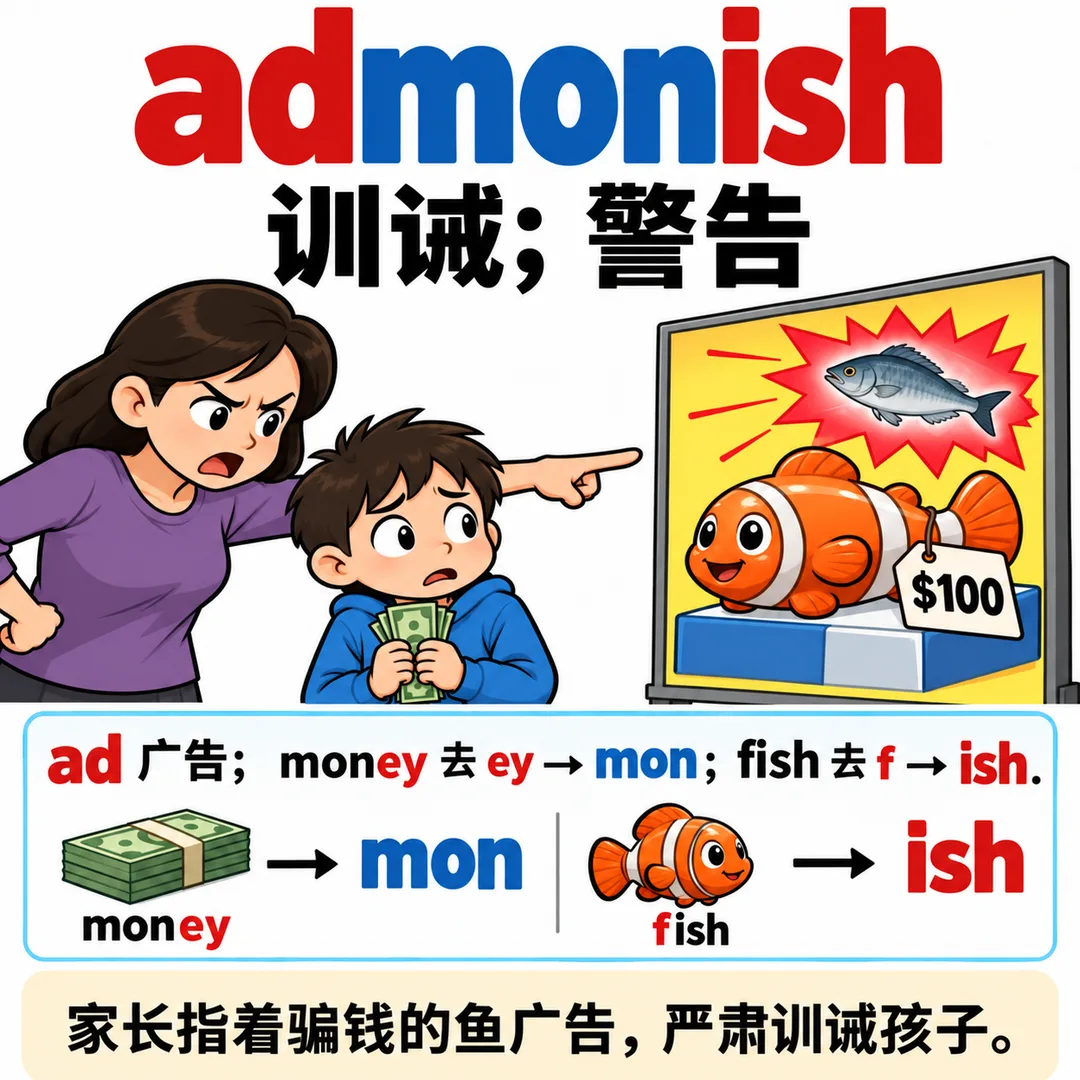 admonish
训诫；警告
$100
ad 广告； money 去 ey → mon ; fish 去 f → ish.
→ mon → ish
money fish
家长指着骗钱的鱼广告，严肃训诫孩子。